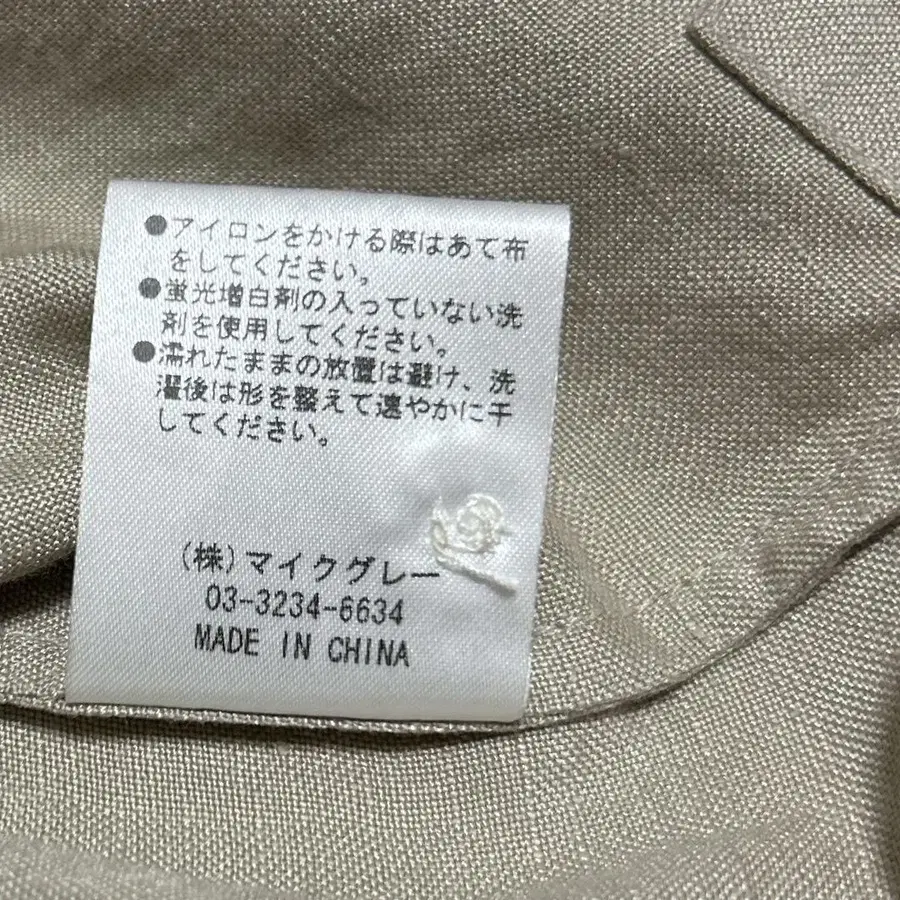 ●アイロンをかける際はあて布
をしてください。
●蛍光増白剤の入っていない洗
剤を使用してください。
●濡れたままの放置は避け、洗
濯後は形を整えて速やかに干
してください。
(株)マイクグレー
03-3234-6634
MADE IN CHINA